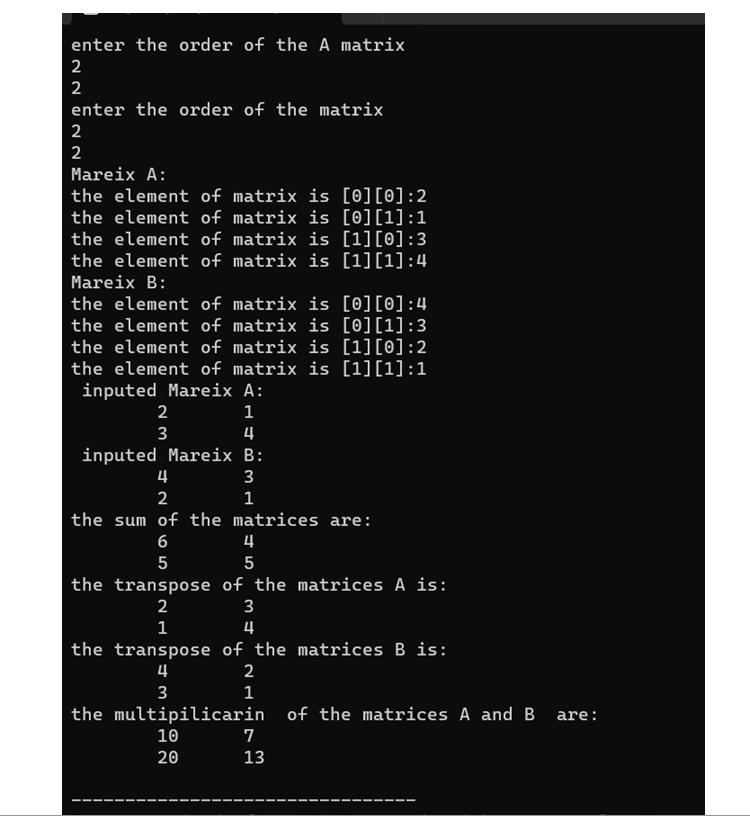 enter the order of the A matrix
2
2
enter the order of the matrix
2
2
Mareix A:
the element of matrix is [0][0]:2
the element of matrix is [0][1]:1
the element of matrix is [1][0]:3
the element of matrix is [1][1]:4
Mareix B:
the element of matrix is [0][0]:4
the element of matrix is [0][1]:3
the element of matrix is [1][0]:2
the element of matrix is [1][1]:1
 inputed Mareix A:
        2       1
        3       4
 inputed Mareix B:
        4       3
        2       1
the sum of the matrices are:
        6       4
        5       5
the transpose of the matrices A is:
        2       3
        1       4
the transpose of the matrices B is:
        4       2
        3       1
the multipilicarin  of the matrices A and B  are:
        10      7
        20      13

--------------------------------